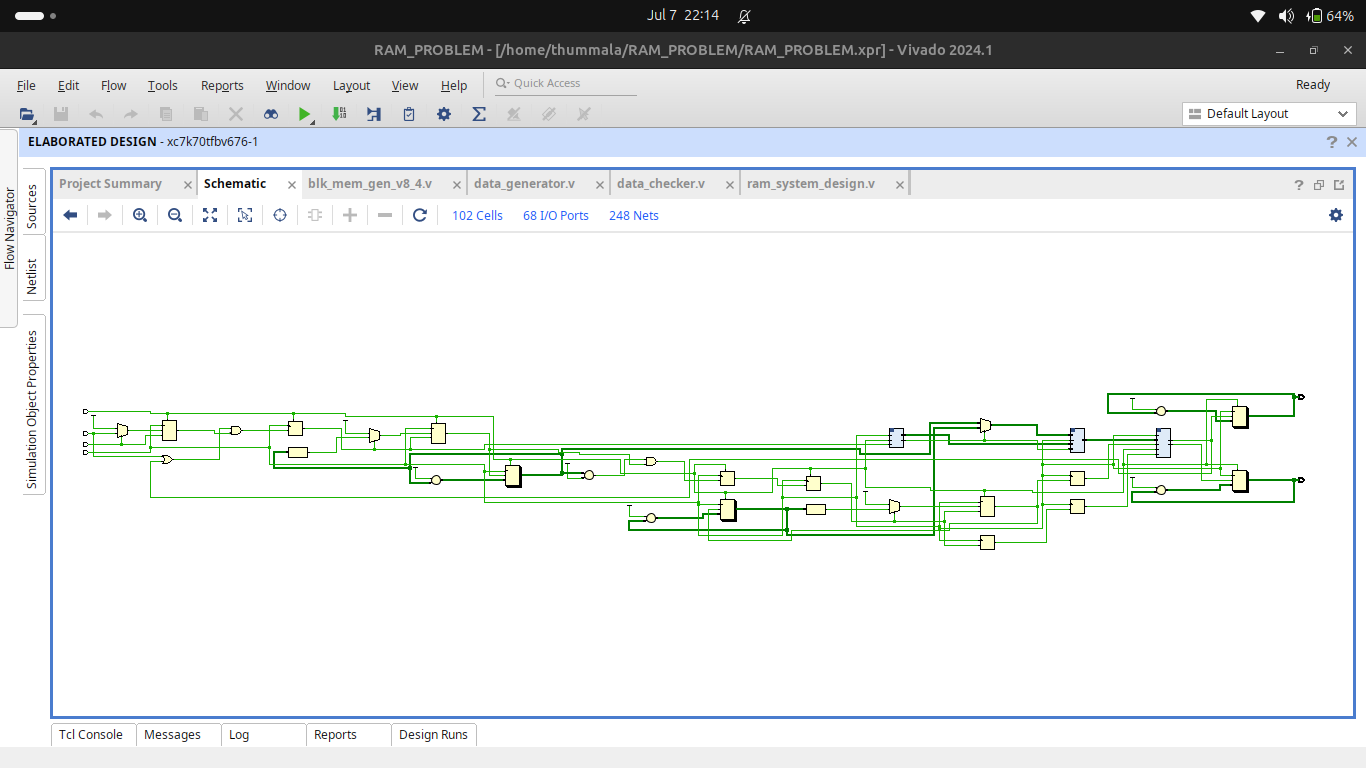 Jul 7 22:14
64%
RAM_PROBLEM - [/home/thummala/RAM_PROBLEM/RAM_PROBLEM.xpr] - Vivado 2024.1
File Edit Flow Tools Reports Window Layout View Help Quick Access Ready
Default Layout
ELABORATED DESIGN - xc7k70tfbv676-1
Flow Navigator
Sources
Netlist
Simulation Object Properties
Project Summary Schematic blk_mem_gen_v8_4.v data_generator.v data_checker.v ram_system_design.v
102 Cells 68 I/O Ports 248 Nets
Tcl Console Messages Log Reports Design Runs